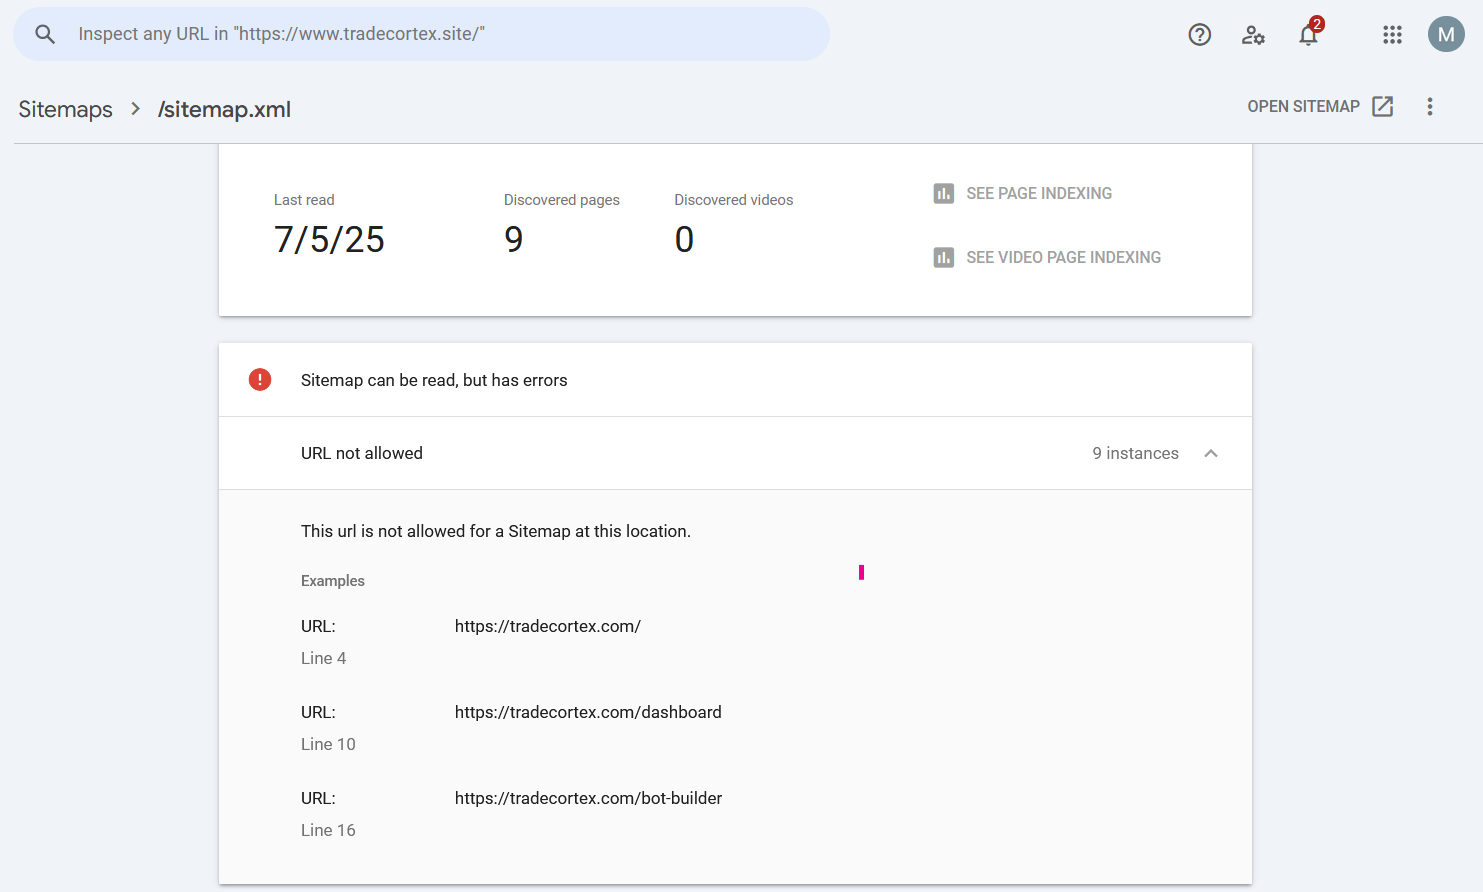 Inspect any URL in "https://www.tradecortex.site/"
2
M
Sitemaps > /sitemap.xml
OPEN SITEMAP
Last read
7/5/25
Discovered pages
9
Discovered videos
0
SEE PAGE INDEXING
SEE VIDEO PAGE INDEXING
Sitemap can be read, but has errors
URL not allowed
9 instances
This url is not allowed for a Sitemap at this location.
Examples
URL: https://tradecortex.com/
Line 4
URL: https://tradecortex.com/dashboard
Line 10
URL: https://tradecortex.com/bot-builder
Line 16